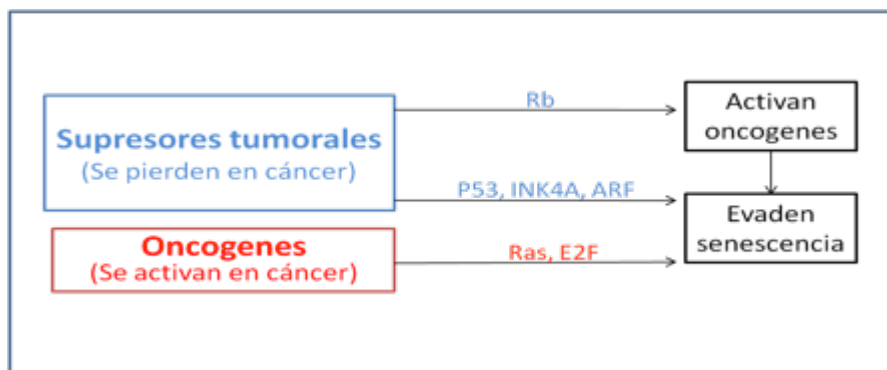 Rb
Activan
oncogenes
Supresores tumorales
(Se pierden en cáncer)
P53, INK4A, ARF
Evaden
senescencia
Oncogenes
(Se activan en cáncer)
Ras, E2F